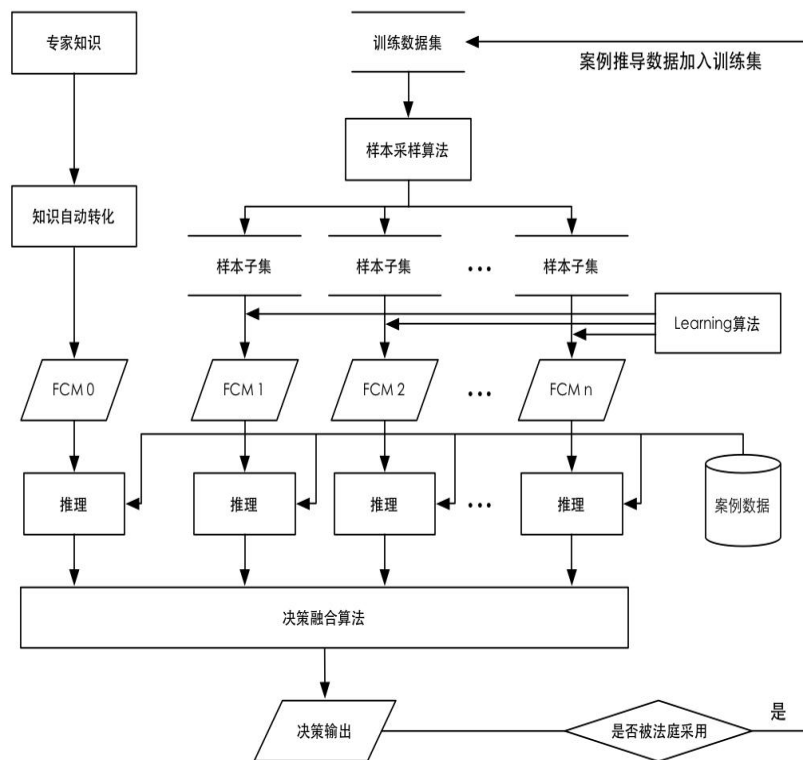 专家知识
训练数据集
案例推导数据加入训练集
样本采样算法
知识自动转化
样本子集
样本子集
...
样本子集
Learning算法
FCM 0
FCM 1
FCM 2
...
FCM n
推理
推理
推理
...
推理
案例数据
决策融合算法
决策输出
是否被法庭采用
是